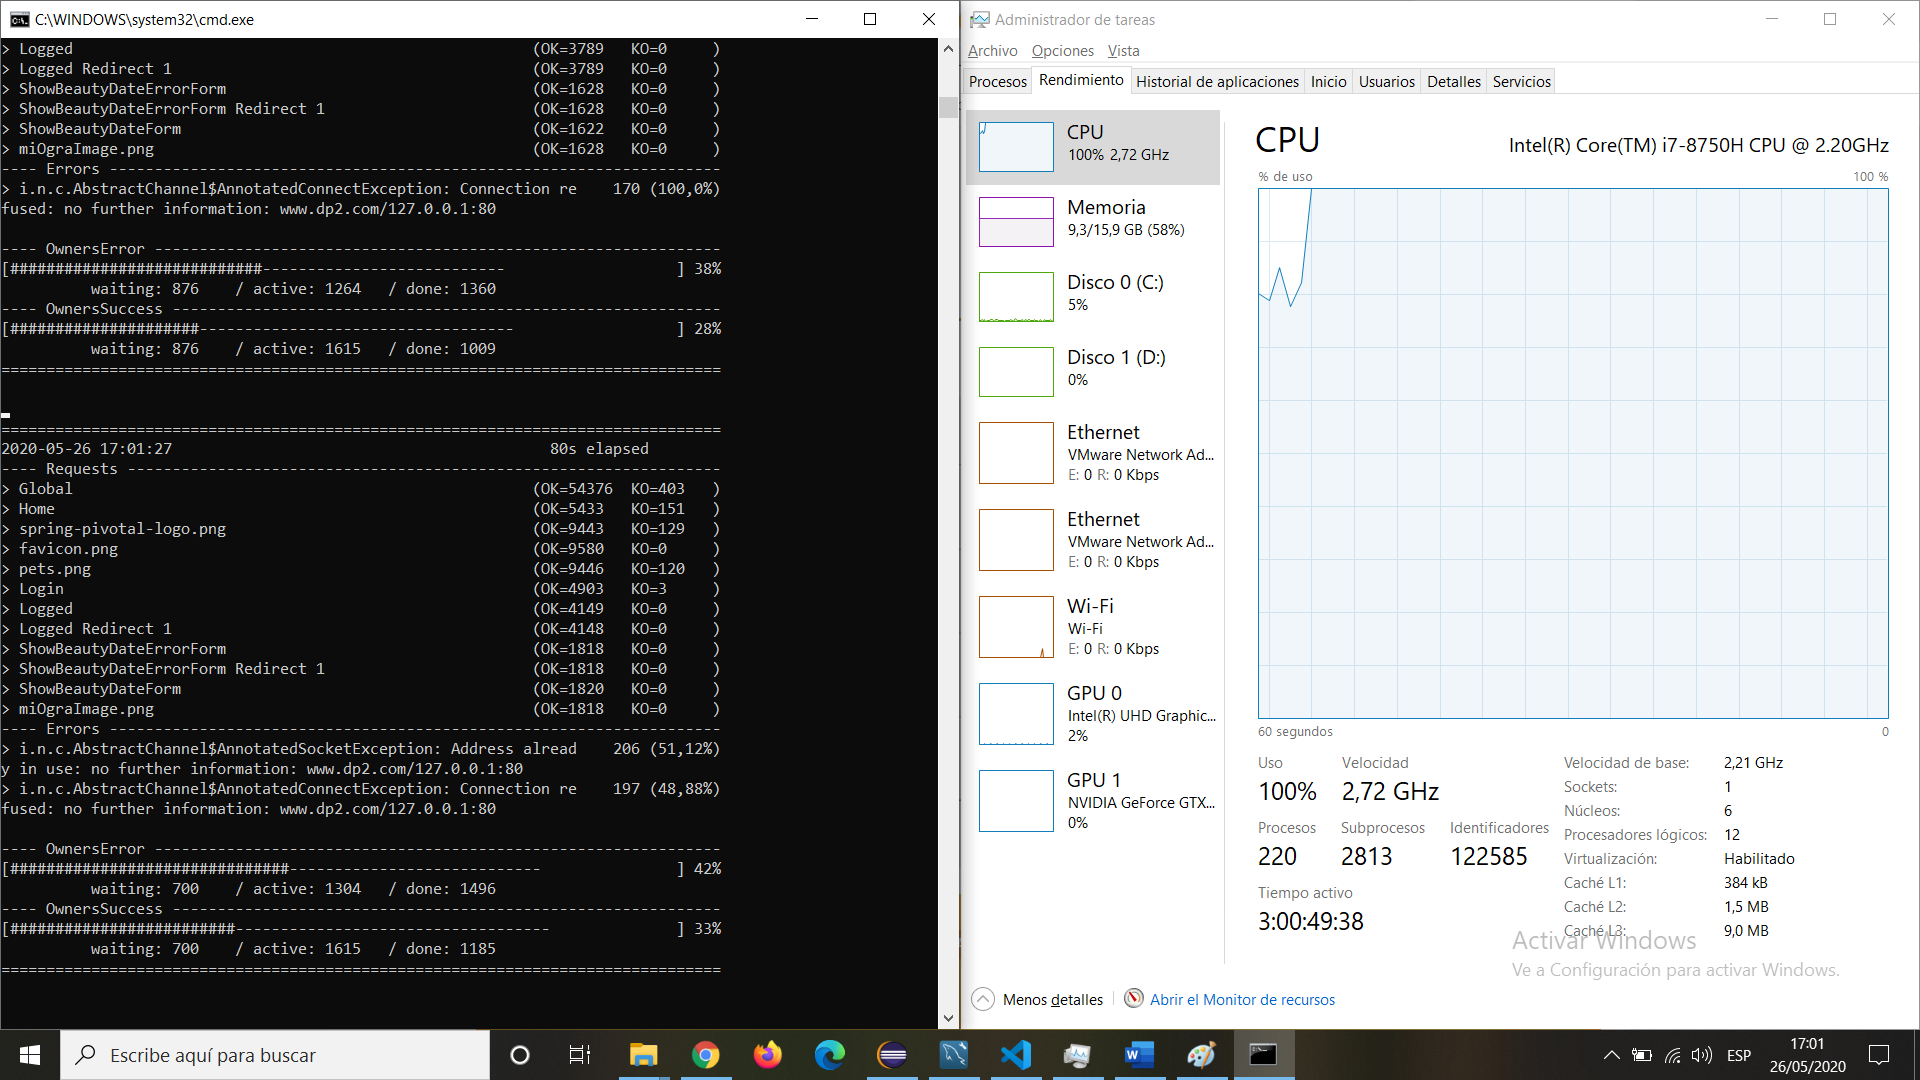 C:\WINDOWS\system32\cmd.exe
> Logged (OK=3789 KO=0 )
> Logged Redirect 1 (OK=3789 KO=0 )
> ShowBeautyDateErrorForm (OK=1628 KO=0 )
> ShowBeautyDateErrorForm Redirect 1 (OK=1628 KO=0 )
> ShowBeautyDateForm (OK=1622 KO=0 )
> miOgraImage.png (OK=1628 KO=0 )
---- Errors --------------------------------------------------------------------
> i.n.c.AbstractChannel$AnnotatedConnectException: Connection re 170 (100,0%)
fused: no further information: www.dp2.com/127.0.0.1:80
---- OwnersError ---------------------------------------------------------------
[############################--------------------------- ] 38%
waiting: 876 / active: 1264 / done: 1360
---- OwnersSuccess -------------------------------------------------------------
[#####################----------------------------------- ] 28%
waiting: 876 / active: 1615 / done: 1009
================================================================================
================================================================================
2020-05-26 17:01:27 80s elapsed
---- Requests ------------------------------------------------------------------
> Global (OK=54376 KO=403 )
> Home (OK=5433 KO=151 )
> spring-pivotal-logo.png (OK=9443 KO=129 )
> favicon.png (OK=9580 KO=0 )
> pets.png (OK=9446 KO=120 )
> Login (OK=4903 KO=3 )
> Logged (OK=4149 KO=0 )
> Logged Redirect 1 (OK=4148 KO=0 )
> ShowBeautyDateErrorForm (OK=1818 KO=0 )
> ShowBeautyDateErrorForm Redirect 1 (OK=1818 KO=0 )
> ShowBeautyDateForm (OK=1820 KO=0 )
> miOgraImage.png (OK=1818 KO=0 )
---- Errors --------------------------------------------------------------------
> i.n.c.AbstractChannel$AnnotatedSocketException: Address alread 206 (51,12%)
y in use: no further information: www.dp2.com/127.0.0.1:80
> i.n.c.AbstractChannel$AnnotatedConnectException: Connection re 197 (48,88%)
fused: no further information: www.dp2.com/127.0.0.1:80
---- OwnersError ---------------------------------------------------------------
[###############################---------------------------- ] 42%
waiting: 700 / active: 1304 / done: 1496
---- OwnersSuccess -------------------------------------------------------------
[#########################----------------------------------- ] 33%
waiting: 700 / active: 1615 / done: 1185
================================================================================
Administrador de tareas
Archivo Opciones Vista
Procesos Rendimiento Historial de aplicaciones Inicio Usuarios Detalles Servicios
CPU
100% 2,72 GHz
Memoria
9,3/15,9 GB (58%)
Disco 0 (C:)
5%
Disco 1 (D:)
0%
Ethernet
VMware Network Ad...
E: 0 R: 0 Kbps
Ethernet
VMware Network Ad...
E: 0 R: 0 Kbps
Wi-Fi
Wi-Fi
E: 0 R: 0 Kbps
GPU 0
Intel(R) UHD Graphic...
2%
GPU 1
NVIDIA GeForce GTX...
0%
CPU
Intel(R) Core(TM) i7-8750H CPU @ 2.20GHz
% de uso 100 %
60 segundos 0
Uso Velocidad
100% 2,72 GHz
Procesos Subprocesos Identificadores
220 2813 122585
Tiempo activo
3:00:49:38
Velocidad de base: 2,21 GHz
Sockets: 1
Núcleos: 6
Procesadores lógicos: 12
Virtualización: Habilitado
Caché L1: 384 kB
Caché L2: 1,5 MB
Caché L3: 9,0 MB
Activar Windows
Ve a Configuración para activar Windows.
Menos detalles Abrir el Monitor de recursos
Escribe aquí para buscar
ESP
17:01
26/05/2020